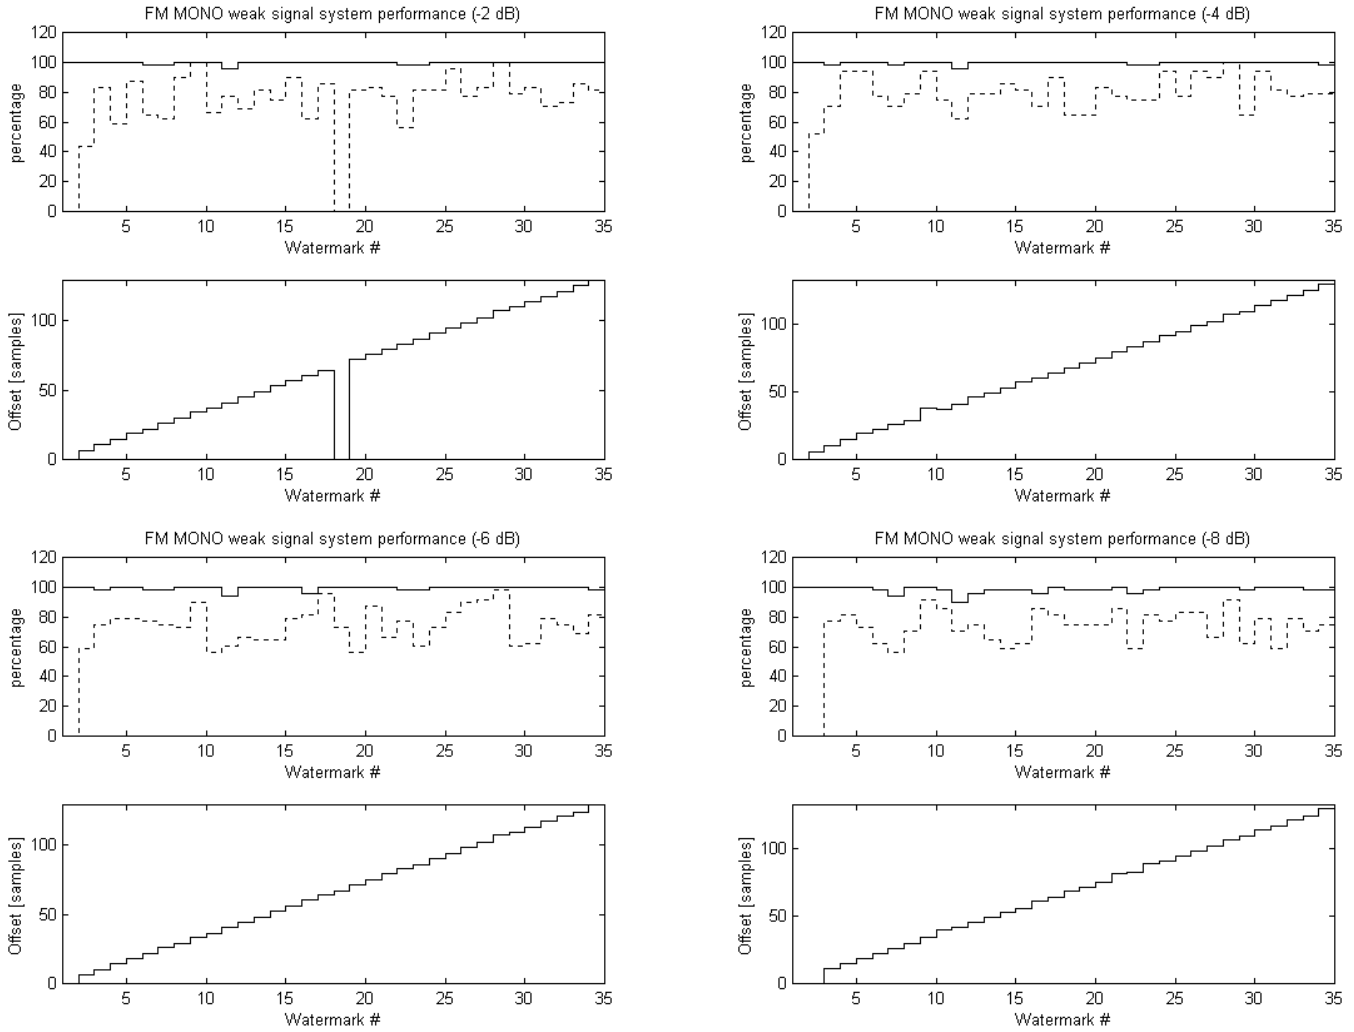 FM MONO weak signal system performance (-2 dB)
120
100
80
60
40
20
0
percentage
5 10 15 20 25 30 35
Watermark #
100
50
0
Offset [samples]
5 10 15 20 25 30 35
Watermark #
FM MONO weak signal system performance (-4 dB)
120
100
80
60
40
20
0
percentage
5 10 15 20 25 30 35
Watermark #
100
50
0
Offset [samples]
5 10 15 20 25 30 35
Watermark #
FM MONO weak signal system performance (-6 dB)
120
100
80
60
40
20
0
percentage
5 10 15 20 25 30 35
Watermark #
100
50
0
Offset [samples]
5 10 15 20 25 30 35
Watermark #
FM MONO weak signal system performance (-8 dB)
120
100
80
60
40
20
0
percentage
5 10 15 20 25 30 35
Watermark #
100
50
0
Offset [samples]
5 10 15 20 25 30 35
Watermark #